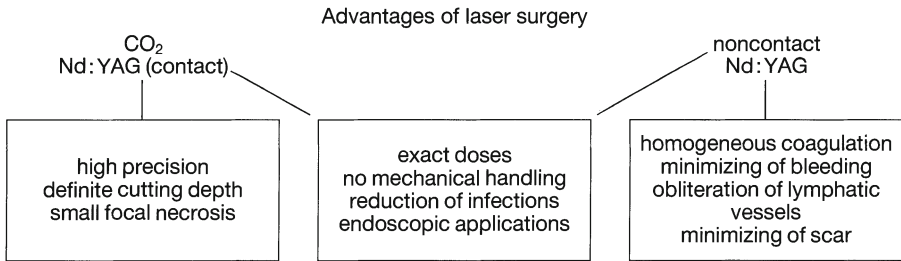 Advantages of laser surgery
CO₂
Nd:YAG (contact)
noncontact
Nd:YAG
high precision
definite cutting depth
small focal necrosis
exact doses
no mechanical handling
reduction of infections
endoscopic applications
homogeneous coagulation
minimizing of bleeding
obliteration of lymphatic
vessels
minimizing of scar